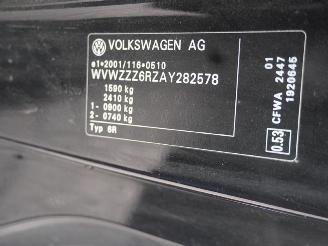 VOLKSWAGEN AG
e1*2001/116*0510
WVWZZZ6RZAY282578
1590 kg
2410 kg
1 - 0900 kg
2 - 0740 kg
Typ 6R
01
CFWA 2447
1920645
0.53